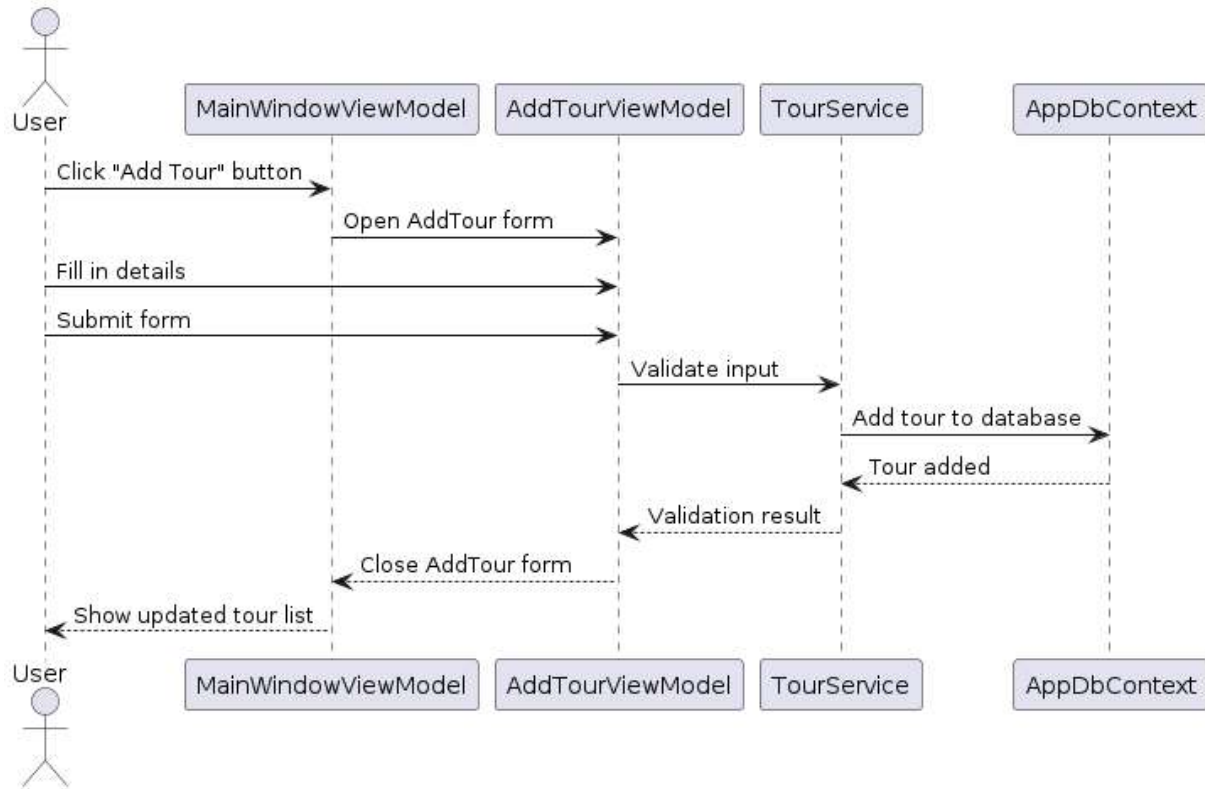 User
MainWindowViewModel
AddTourViewModel
TourService
AppDbContext
Click "Add Tour" button
Open AddTour form
Fill in details
Submit form
Validate input
Add tour to database
Tour added
Validation result
Close AddTour form
Show updated tour list
User
MainWindowViewModel
AddTourViewModel
TourService
AppDbContext